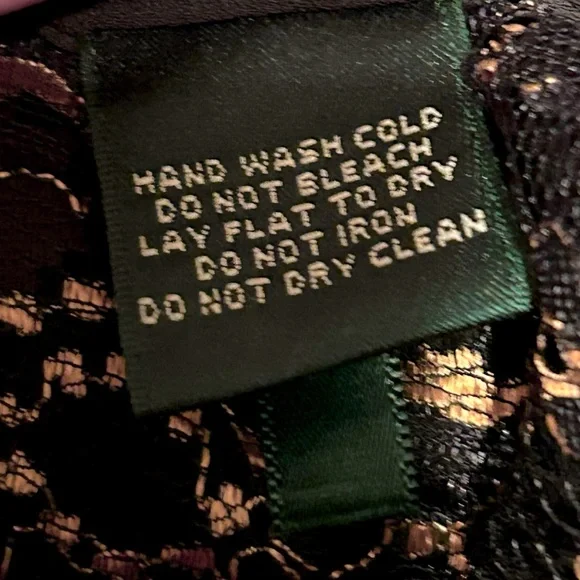 HAND WASH COLD
DO NOT BLEACH
LAY FLAT TO DRY
DO NOT IRON
DO NOT DRY CLEAN